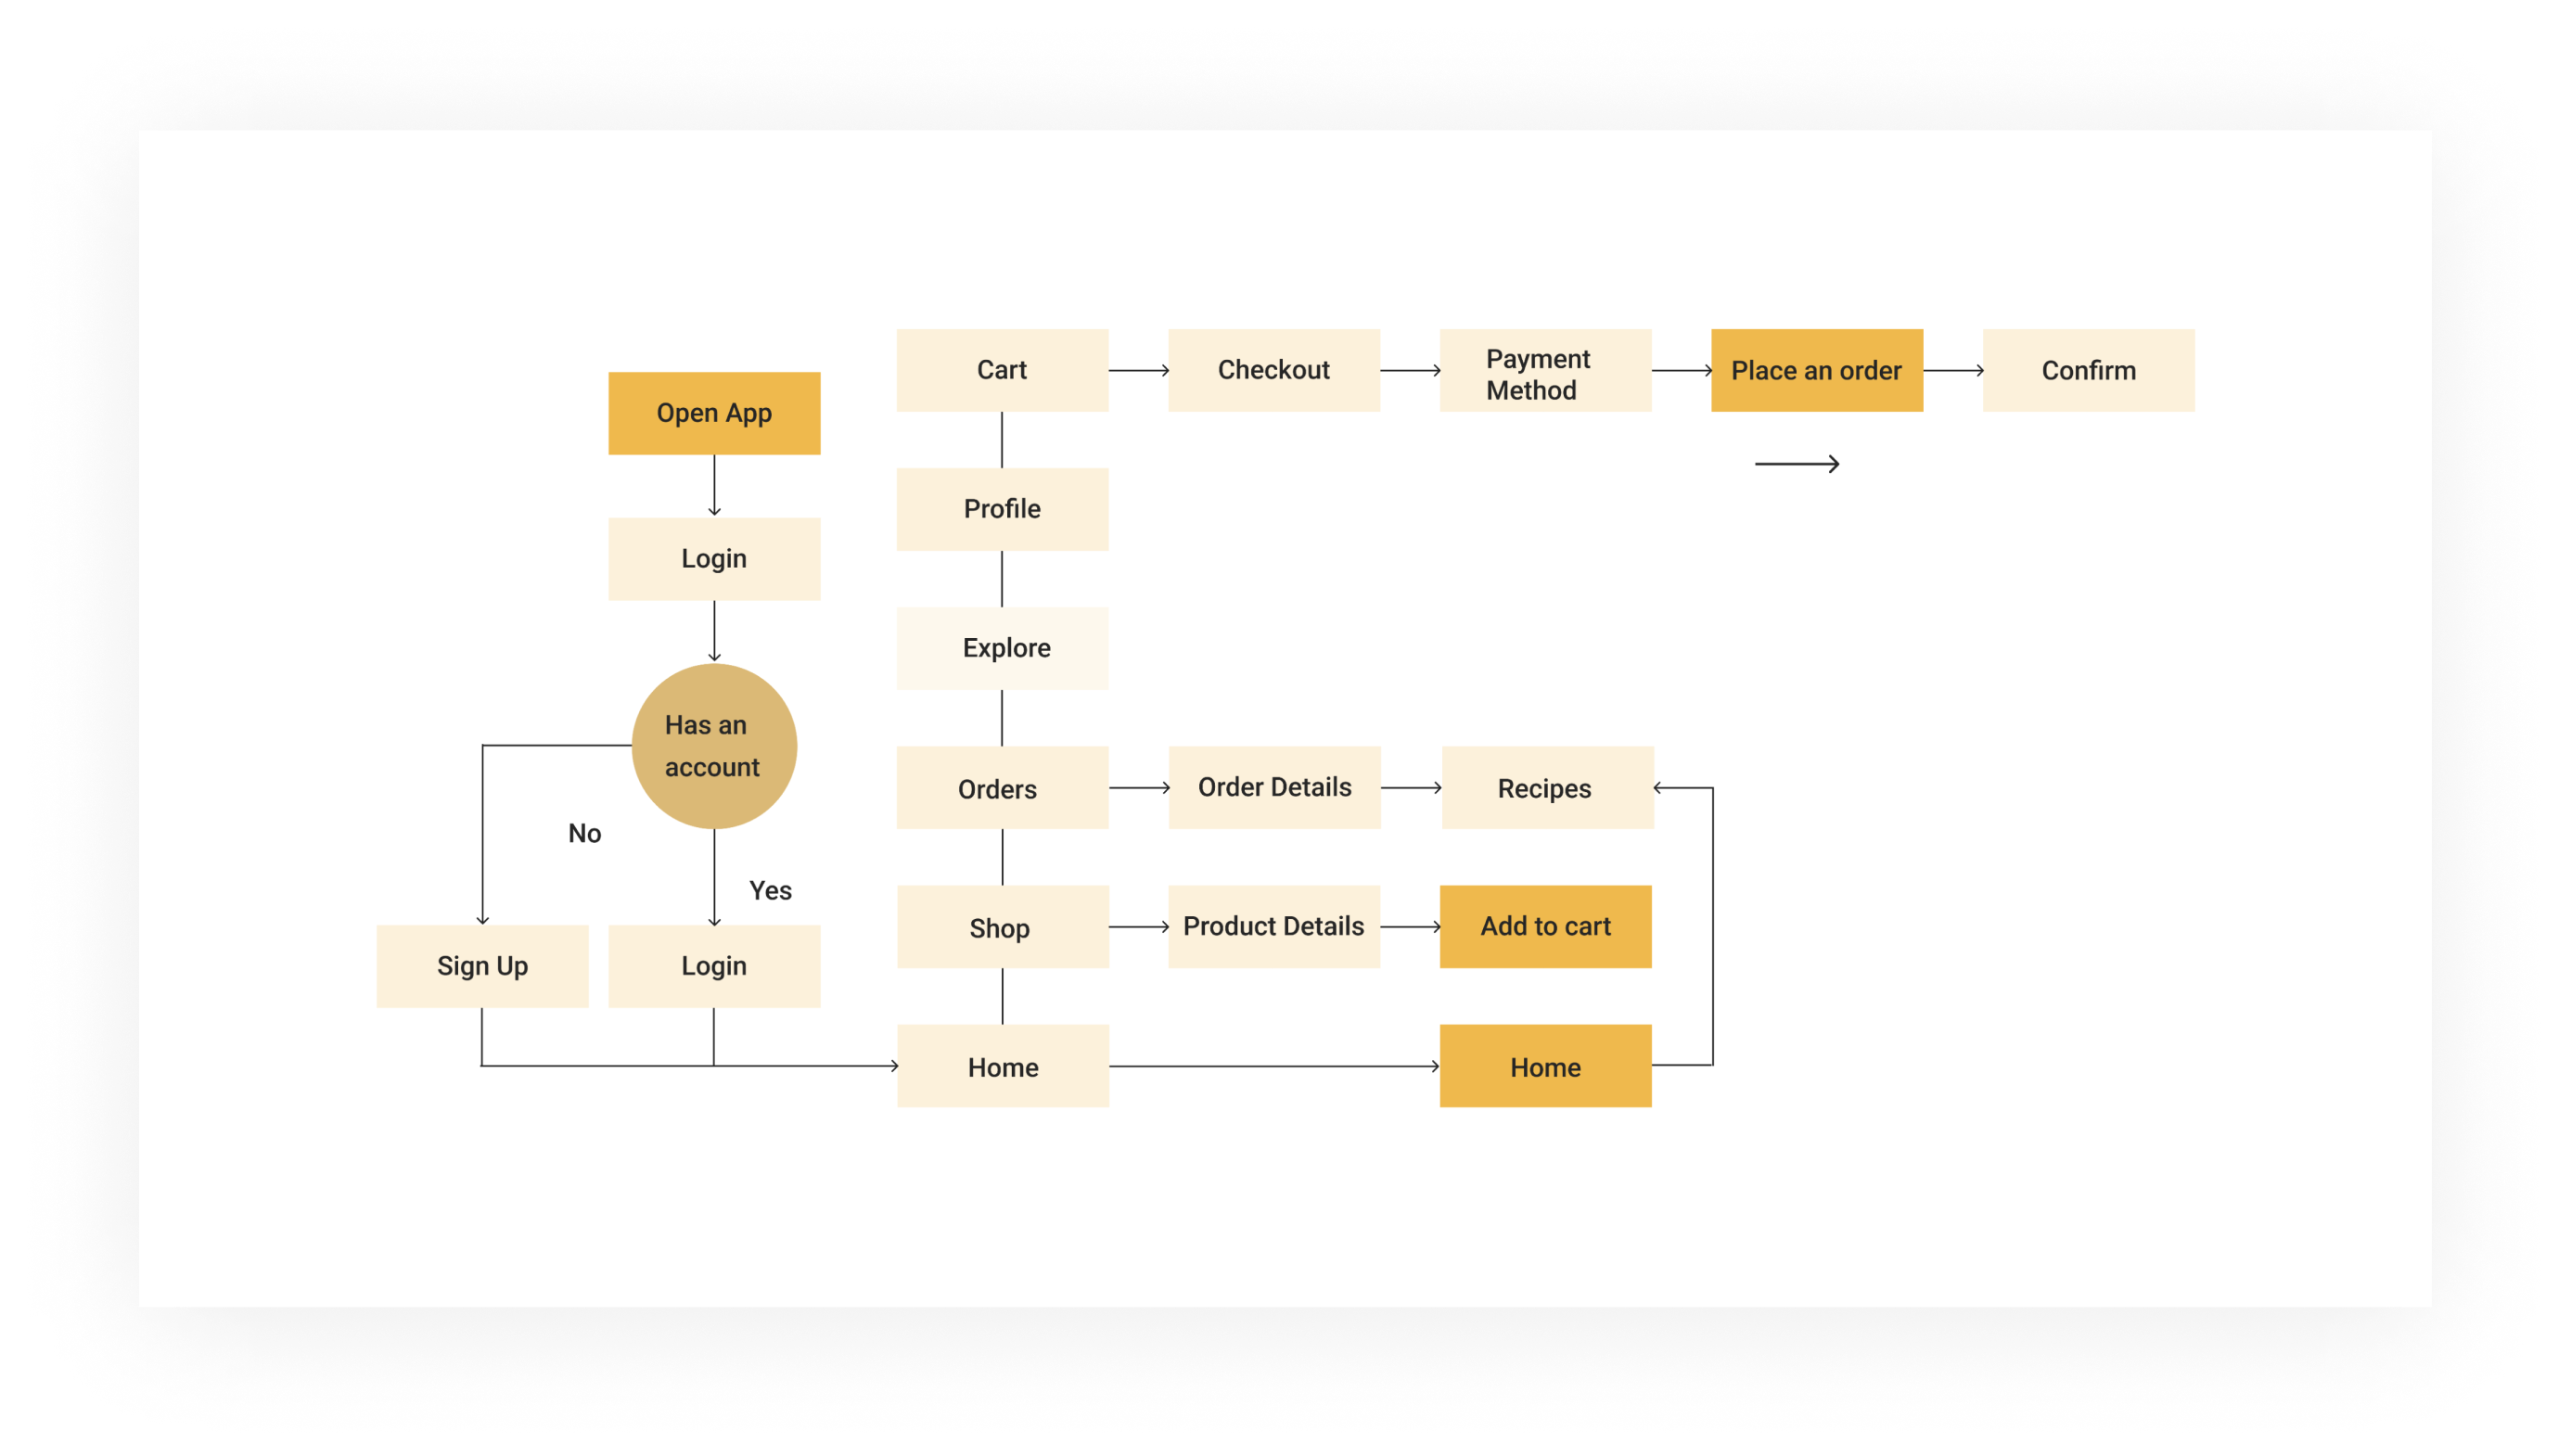 Open App
Login
Has an
account
No
Yes
Sign Up
Login
Cart
Checkout
Payment
Method
Place an order
Confirm
Profile
Explore
Orders
Order Details
Recipes
Shop
Product Details
Add to cart
Home
Home